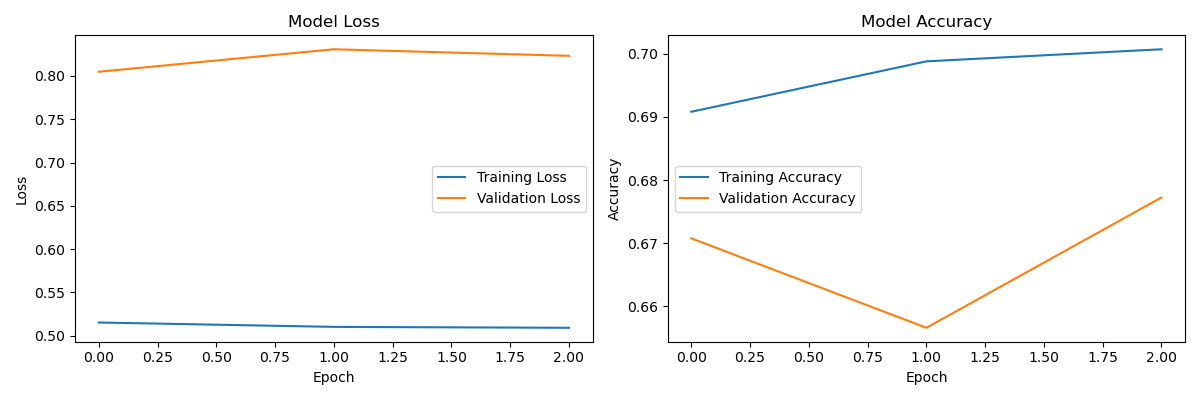 Model Loss
Loss
0.80
0.75
0.70
0.65
0.60
0.55
0.50
Training Loss
Validation Loss
0.00 0.25 0.50 0.75 1.00 1.25 1.50 1.75 2.00
Epoch
Model Accuracy
Accuracy
0.70
0.69
0.68
0.67
0.66
Training Accuracy
Validation Accuracy
0.00 0.25 0.50 0.75 1.00 1.25 1.50 1.75 2.00
Epoch